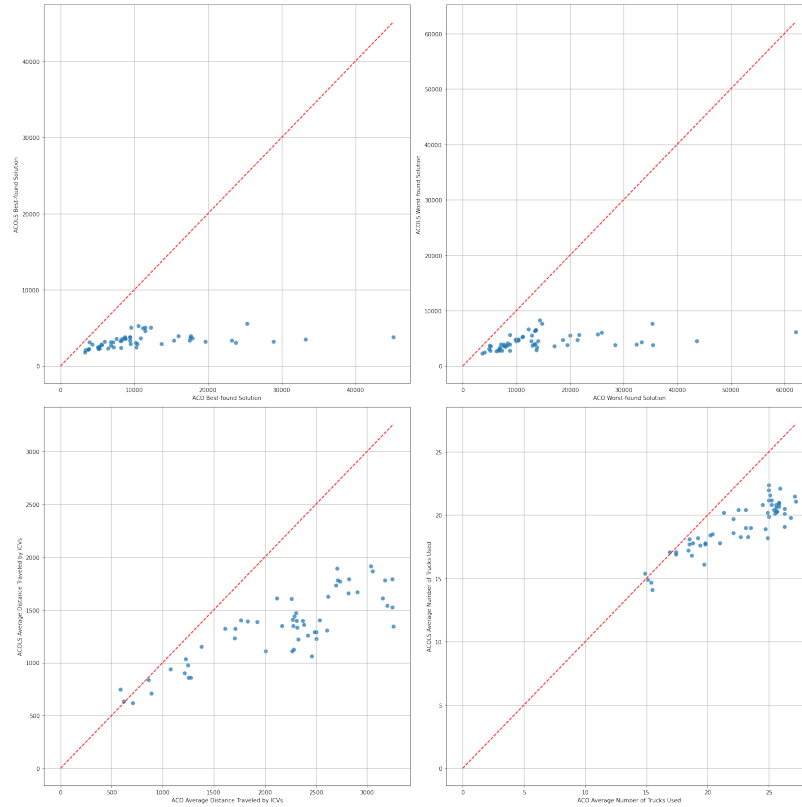 40000
30000
20000
10000
0
ACOLS Best-found Solution
0 10000 20000 30000 40000
ACO Best-found Solution
60000
50000
40000
30000
20000
10000
0
ACOLS Worst-found Solution
0 10000 20000 30000 40000 50000 60000
ACO Worst-found Solution
3000
2500
2000
1500
1000
500
0
ACOLS Average Distance Traveled by ICVs
0 500 1000 1500 2000 2500 3000
ACO Average Distance Traveled by ICVs
25
20
15
10
5
0
ACOLS Average Number of Trucks Used
0 5 10 15 20 25
ACO Average Number of Trucks Used